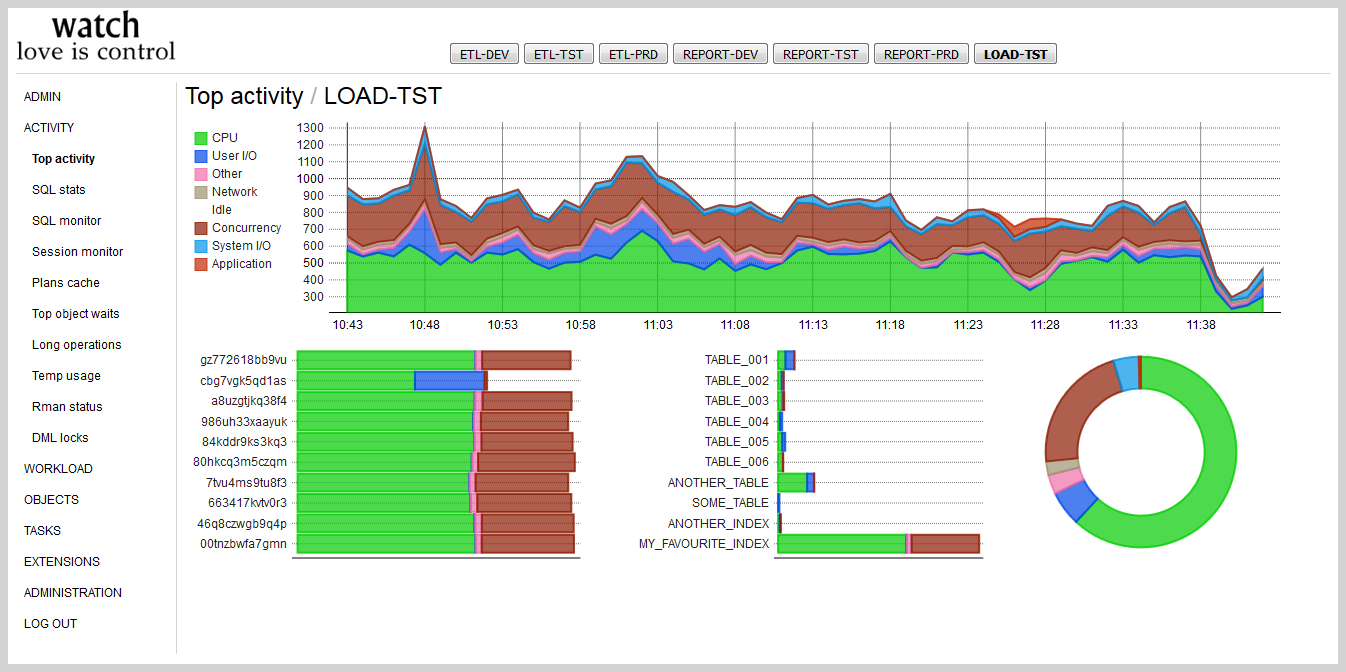 watch
love is control
ETL-DEV ETL-TST ETL-PRD REPORT-DEV REPORT-TST REPORT-PRD LOAD-TST
ADMIN
ACTIVITY
Top activity
SQL stats
SQL monitor
Session monitor
Plans cache
Top object waits
Long operations
Temp usage
Rman status
DML locks
WORKLOAD
OBJECTS
TASKS
EXTENSIONS
ADMINISTRATION
LOG OUT
Top activity / LOAD-TST
CPU
User I/O
Other
Network
Idle
Concurrency
System I/O
Application
1300
1200
1100
1000
900
800
700
600
500
400
300
10:43 10:48 10:53 10:58 11:03 11:08 11:13 11:18 11:23 11:28 11:33 11:38
gz772618bb9vu
cbg7vgk5qd1as
a8uzgtjkq38f4
986uh33xaayuk
84kddr9ks3kq3
80hkcq3m5czqm
7tvu4ms9tu8f3
663417kvtv0r3
46q8czwgb9q4p
00tnzbwfa7gmn
TABLE_001
TABLE_002
TABLE_003
TABLE_004
TABLE_005
TABLE_006
ANOTHER_TABLE
SOME_TABLE
ANOTHER_INDEX
MY_FAVOURITE_INDEX